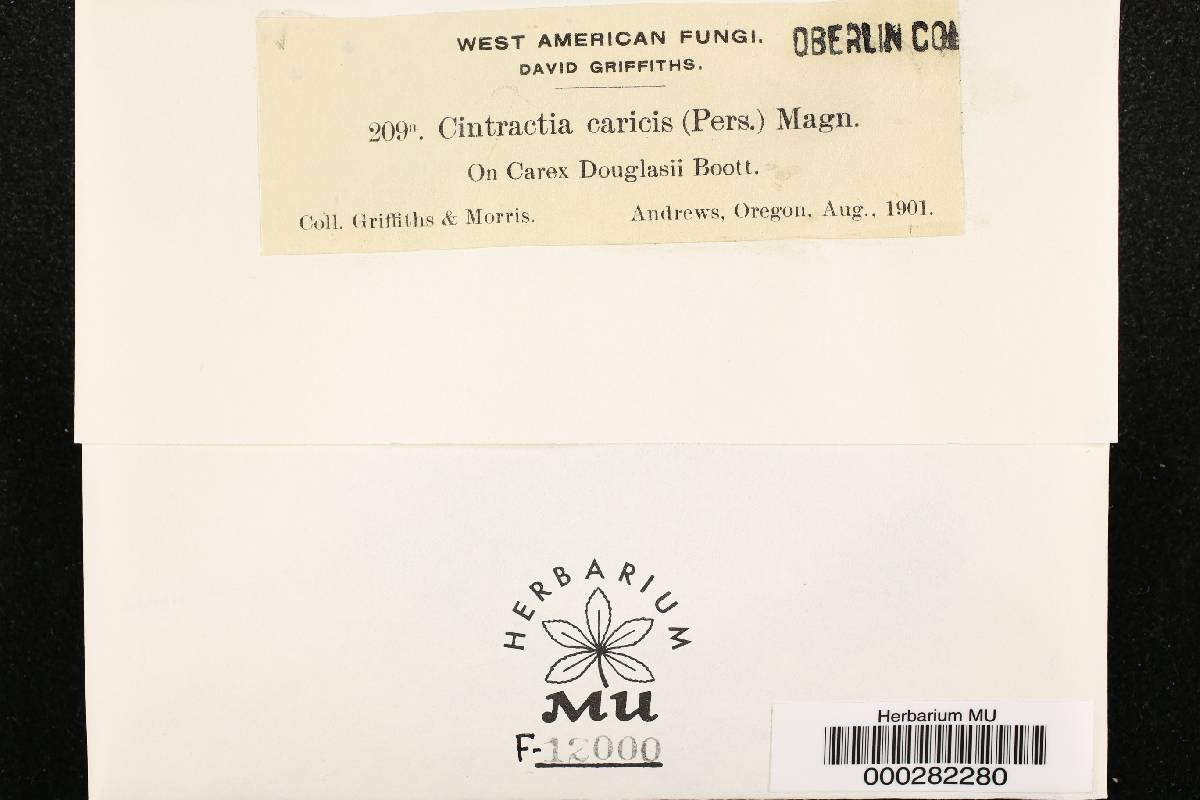 WEST AMERICAN FUNGI. OBERLIN COL
DAVID GRIFFITHS.
209ⁿ. Cintractia caricis (Pers.) Magn.
On Carex Douglasii Boott.
Coll. Griffiths & Morris. Andrews, Oregon, Aug., 1901.
HERBARIUM
MU
F-12000
Herbarium MU
000282280